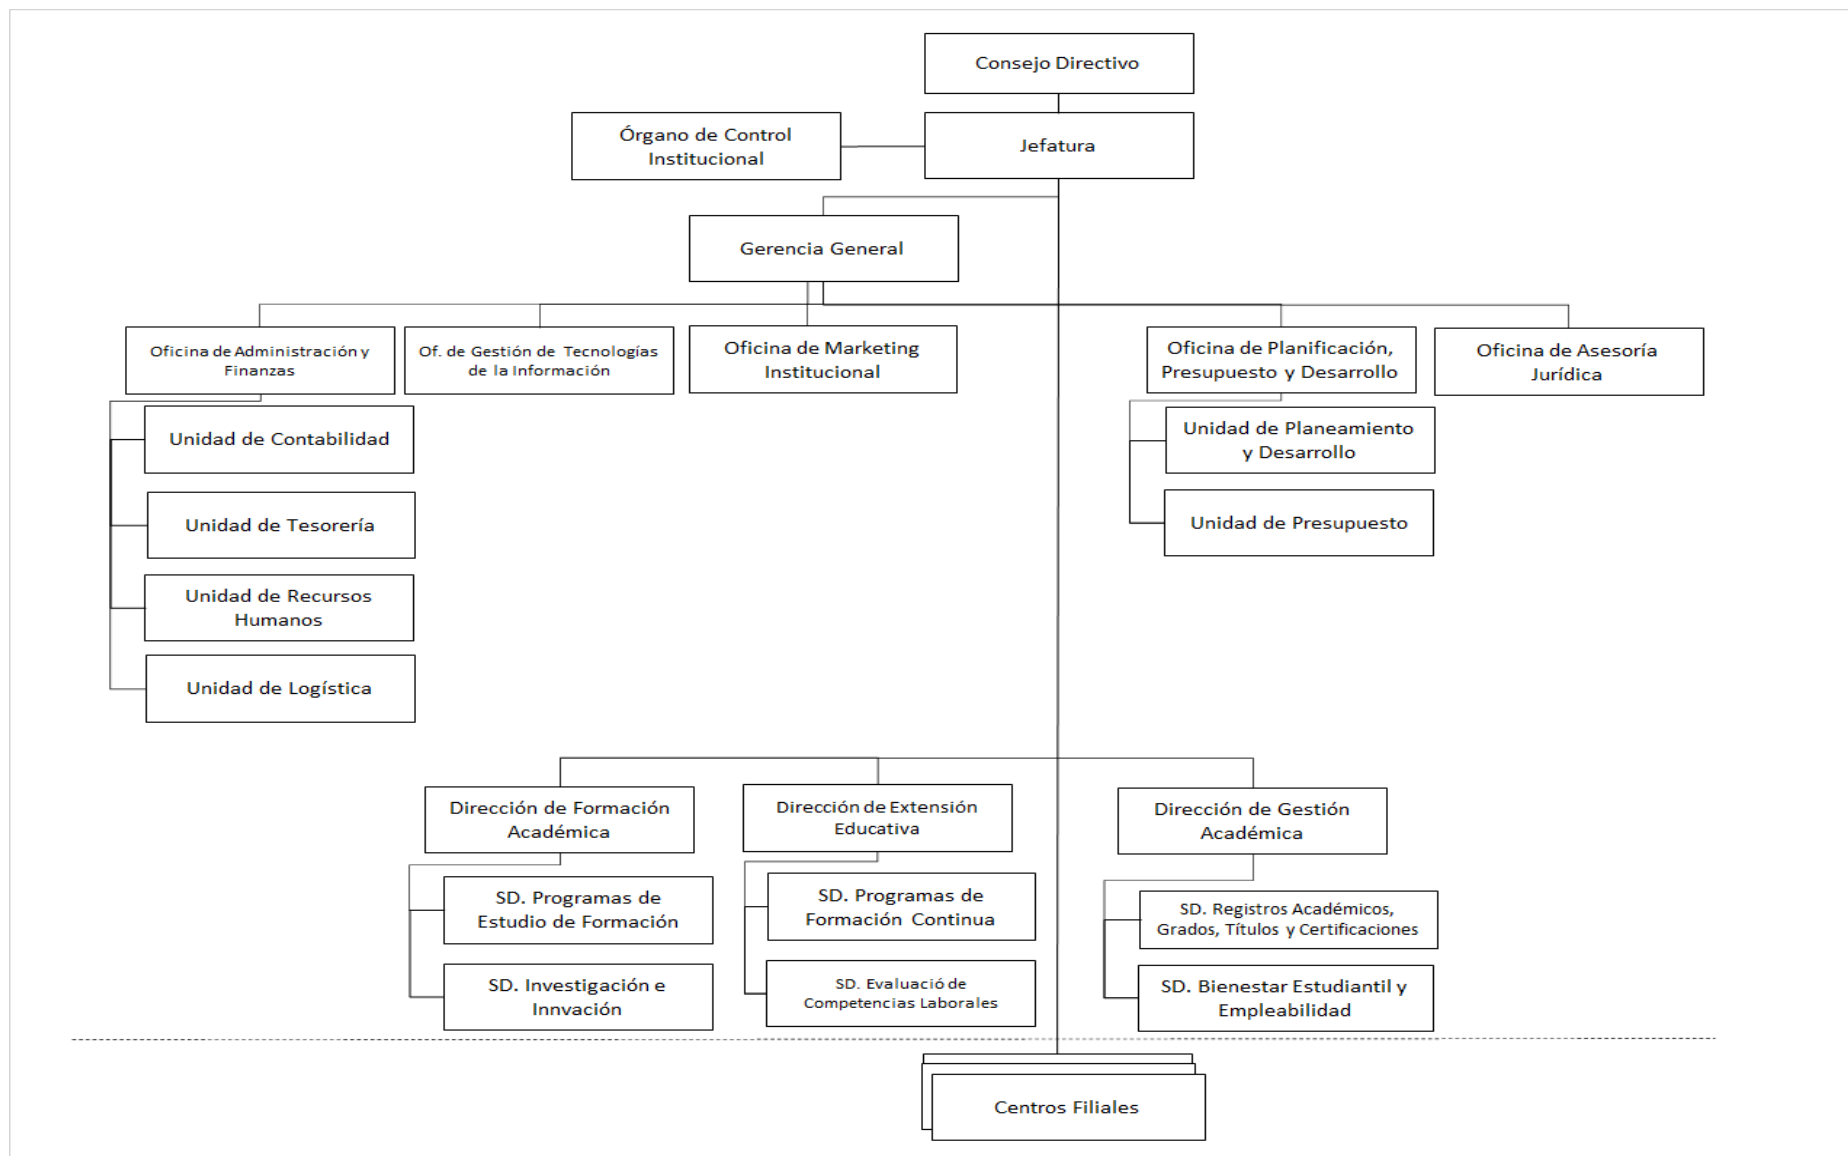 Consejo Directivo
Órgano de Control
Institucional
Jefatura
Gerencia General
Oficina de Administración y
Finanzas
Of. de Gestión de Tecnologías
de la Información
Oficina de Marketing
Institucional
Oficina de Planificación,
Presupuesto y Desarrollo
Oficina de Asesoría
Jurídica
Unidad de Contabilidad
Unidad de Tesorería
Unidad de Recursos
Humanos
Unidad de Logística
Unidad de Planeamiento
y Desarrollo
Unidad de Presupuesto
Dirección de Formación
Académica
SD. Programas de
Estudio de Formación
SD. Investigación e
Innvación
Dirección de Extensión
Educativa
SD. Programas de
Formación Continua
SD. Evaluació de
Competencias Laborales
Dirección de Gestión
Académica
SD. Registros Académicos,
Grados, Títulos y Certificaciones
SD. Bienestar Estudiantil y
Empleabilidad
Centros Filiales